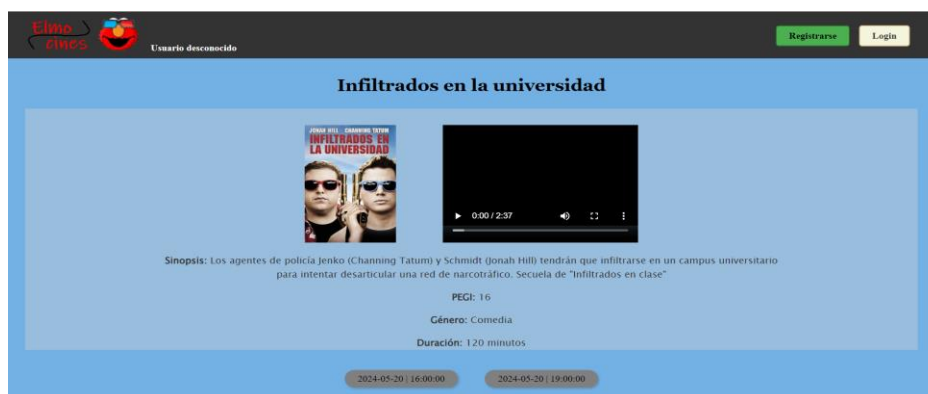 Elmo
cines
Usuario desconocido
Registrarse
Login
Infiltrados en la universidad
JONAH HILL CHANNING TATUM
INFILTRADOS EN
LA UNIVERSIDAD
0:00 / 2:37
Sinopsis: Los agentes de policía Jenko (Channing Tatum) y Schmidt (Jonah Hill) tendrán que infiltrarse en un campus universitario
para intentar desarticular una red de narcotráfico. Secuela de "Infiltrados en clase"
PEGI: 16
Género: Comedia
Duración: 120 minutos
2024-05-20 | 16:00:00
2024-05-20 | 19:00:00